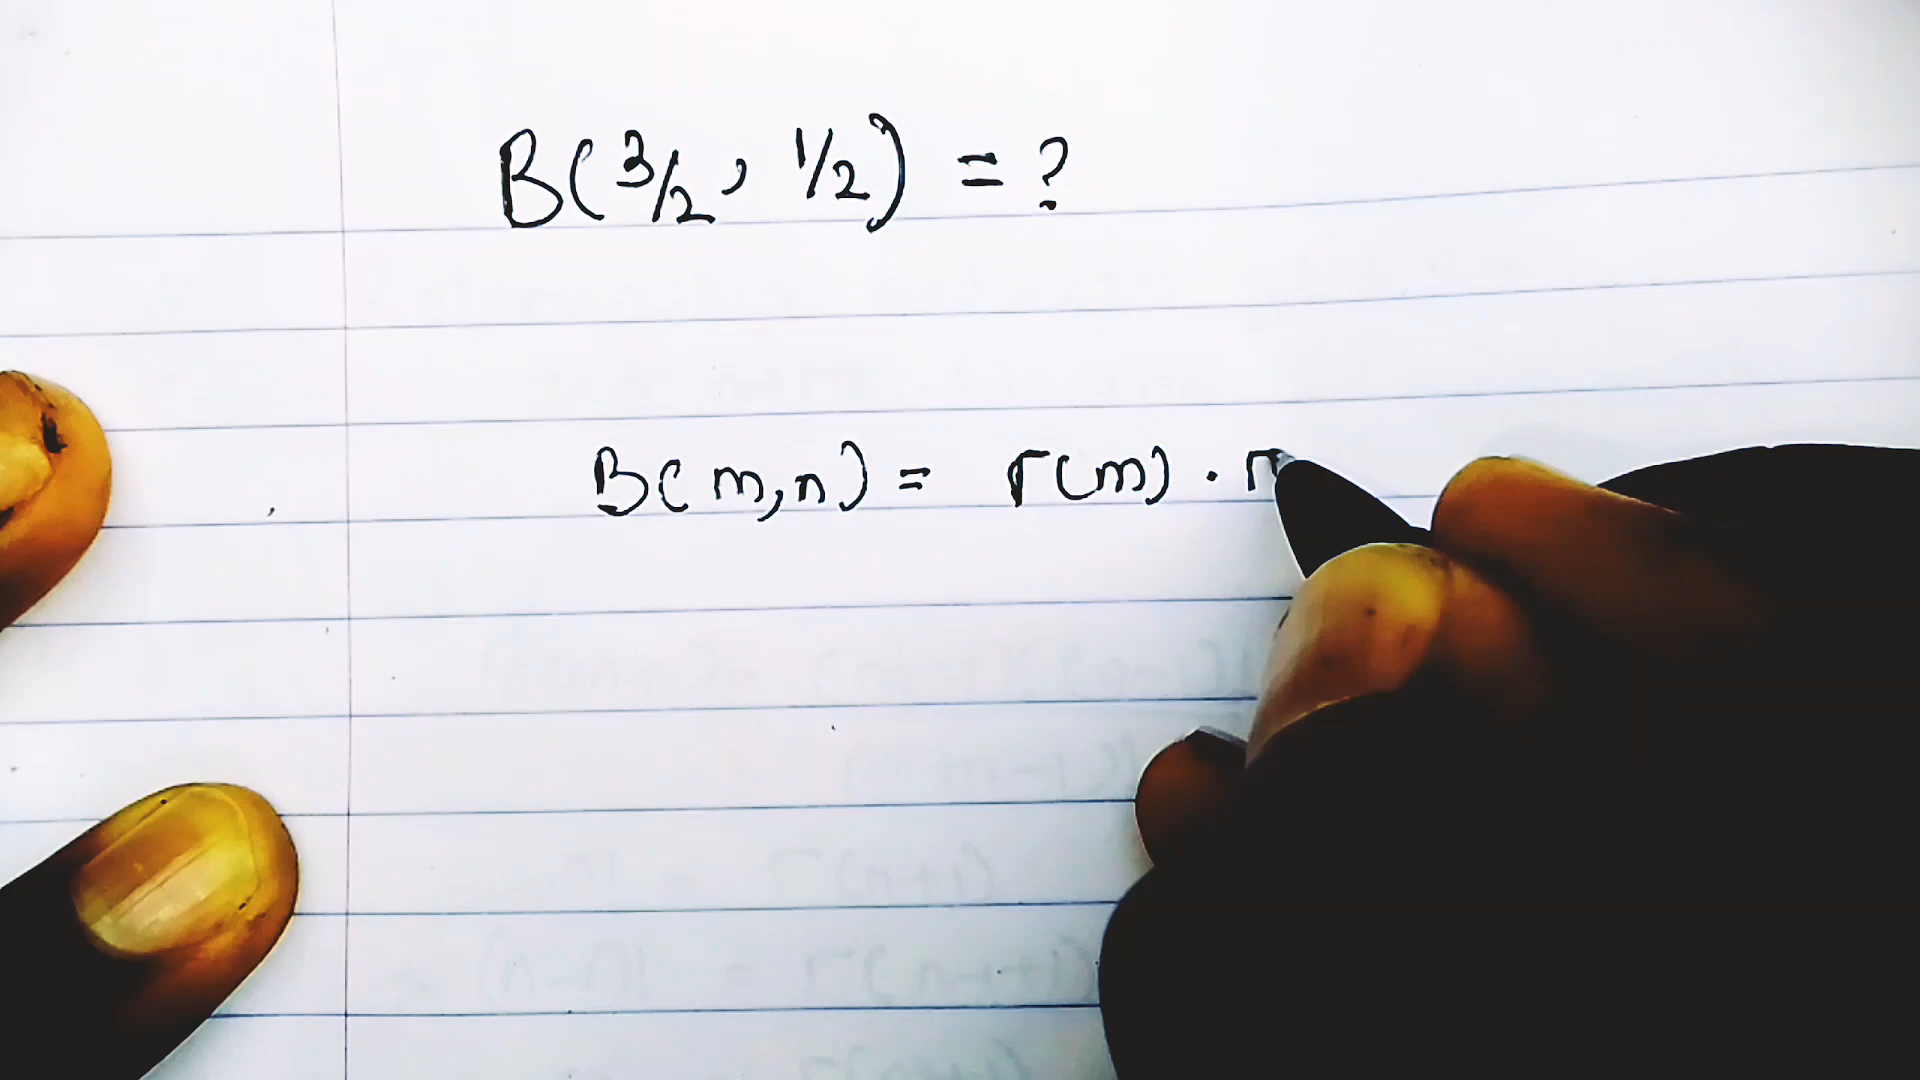 B(3/2, 1/2) = ?
B(m,n) = Γ(m) · Γ